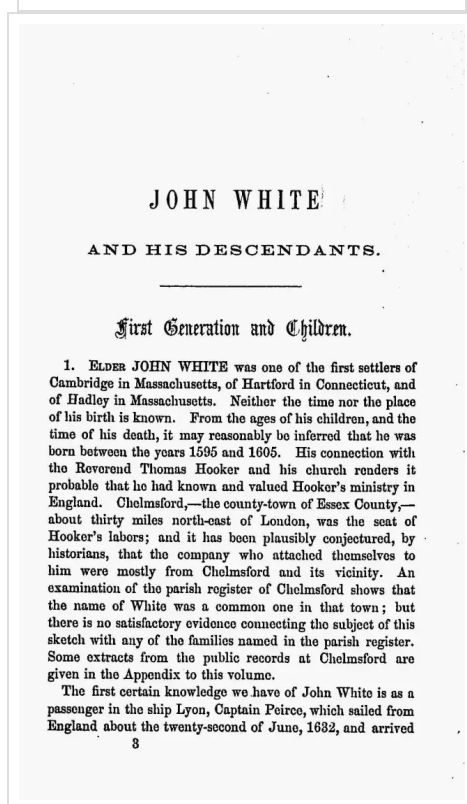 JOHN WHITE
AND HIS DESCENDANTS.
First Generation and Children.
1. ELDER JOHN WHITE was one of the first settlers of
Cambridge in Massachusetts, of Hartford in Connecticut, and
of Hadley in Massachusetts. Neither the time nor the place
of his birth is known. From the ages of his children, and the
time of his death, it may reasonably be inferred that he was
born between the years 1595 and 1605. His connection with
the Reverend Thomas Hooker and his church renders it
probable that he had known and valued Hooker's ministry in
England. Chelmsford,—the county-town of Essex County,—
about thirty miles north-east of London, was the seat of
Hooker's labors; and it has been plausibly conjectured, by
historians, that the company who attached themselves to
him were mostly from Chelmsford and its vicinity. An
examination of the parish register of Chelmsford shows that
the name of White was a common one in that town; but
there is no satisfactory evidence connecting the subject of this
sketch with any of the families named in the parish register.
Some extracts from the public records at Chelmsford are
given in the Appendix to this volume.
The first certain knowledge we have of John White is as a
passenger in the ship Lyon, Captain Peirce, which sailed from
England about the twenty-second of June, 1632, and arrived
3